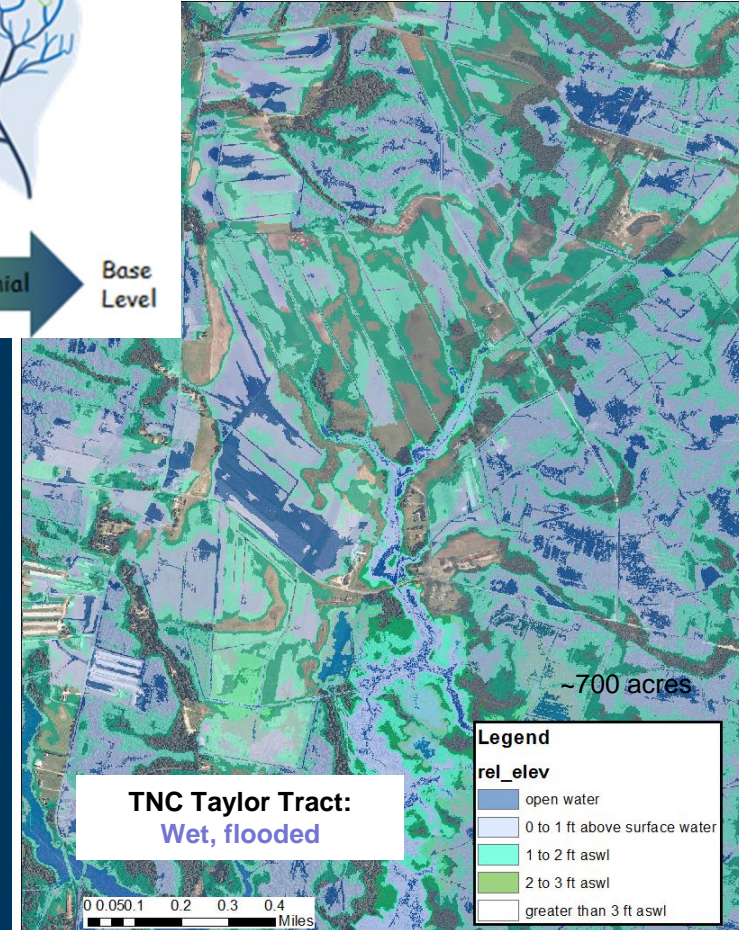 Base
Level
~700 acres
TNC Taylor Tract:
Wet, flooded
Legend
rel_elev
open water
0 to 1 ft above surface water
1 to 2 ft aswl
2 to 3 ft aswl
greater than 3 ft aswl
0 0.050.1 0.2 0.3 0.4
Miles